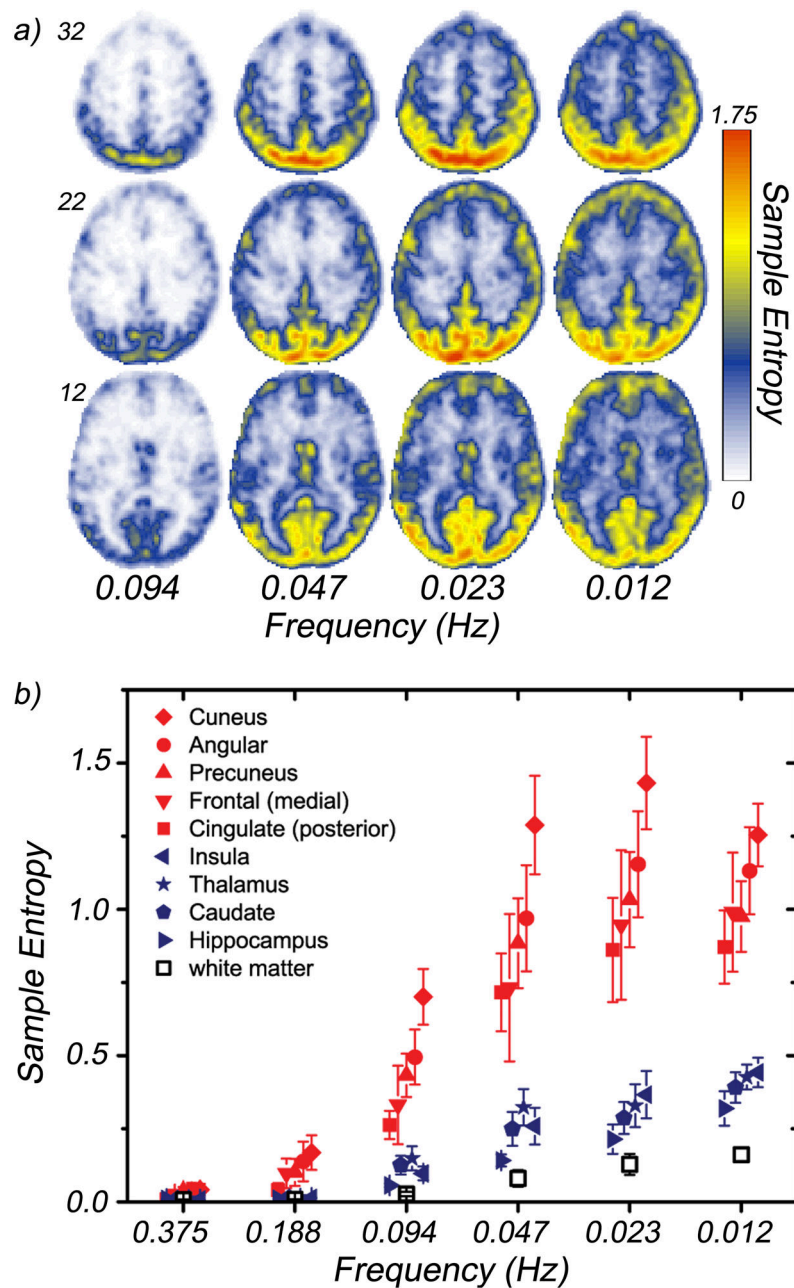 a)
32
22
12
1.75
Sample Entropy
0
0.094 0.047 0.023 0.012
Frequency (Hz)
b)
Cuneus
Angular
Precuneus
Frontal (medial)
Cingulate (posterior)
Insula
Thalamus
Caudate
Hippocampus
white matter
Sample Entropy
1.5
1.0
0.5
0.0
0.375 0.188 0.094 0.047 0.023 0.012
Frequency (Hz)